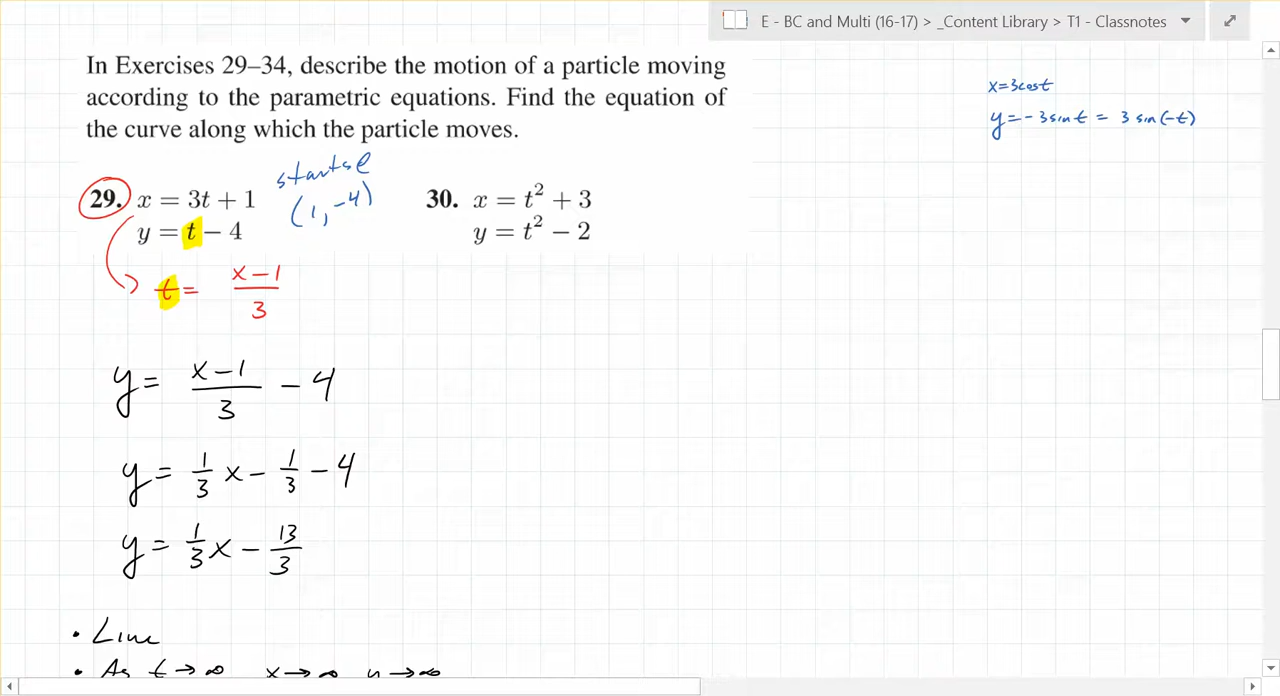 E - BC and Multi (16-17) > _Content Library > T1 - Classnotes
In Exercises 29–34, describe the motion of a particle moving
according to the parametric equations. Find the equation of
the curve along which the particle moves.
x=3cost
y=-3sint = 3 sin(-t)
29. x = 3t + 1
y = t − 4
starts@
(1,-4)
30. x = t² + 3
y = t² − 2
t = (x-1)/3
y = (x-1)/3 - 4
y = 1/3 x - 1/3 - 4
y = 1/3 x - 13/3
• Line
• As t→∞ x→∞ y→∞